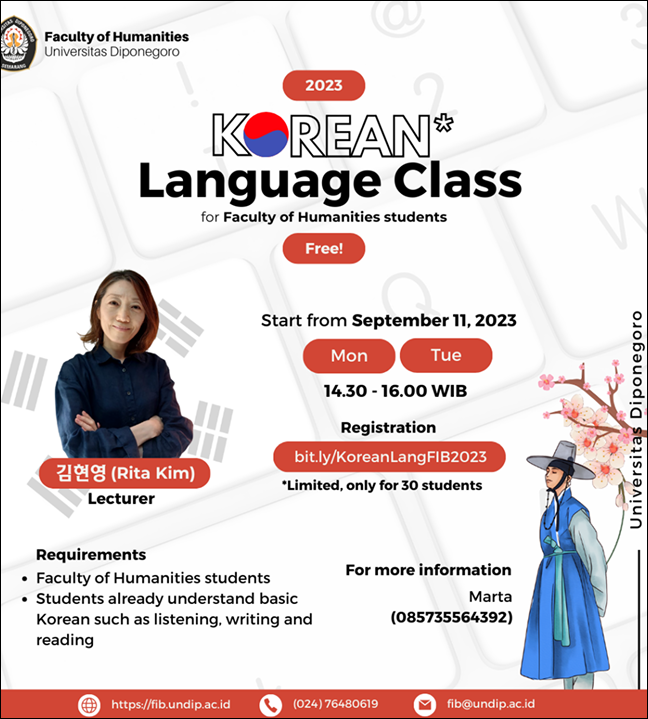 Faculty of Humanities
Universitas Diponegoro
2023
KOREAN*
Language Class
for Faculty of Humanities students
Free!
Start from September 11, 2023
Mon Tue
14.30 - 16.00 WIB
Registration
bit.ly/KoreanLangFIB2023
*Limited, only for 30 students
김현영 (Rita Kim)
Lecturer
Universitas Diponegoro
Requirements
• Faculty of Humanities students
• Students already understand basic
Korean such as listening, writing and
reading
For more information
Marta
(085735564392)
https://fib.undip.ac.id (024) 76480619 fib@undip.ac.id